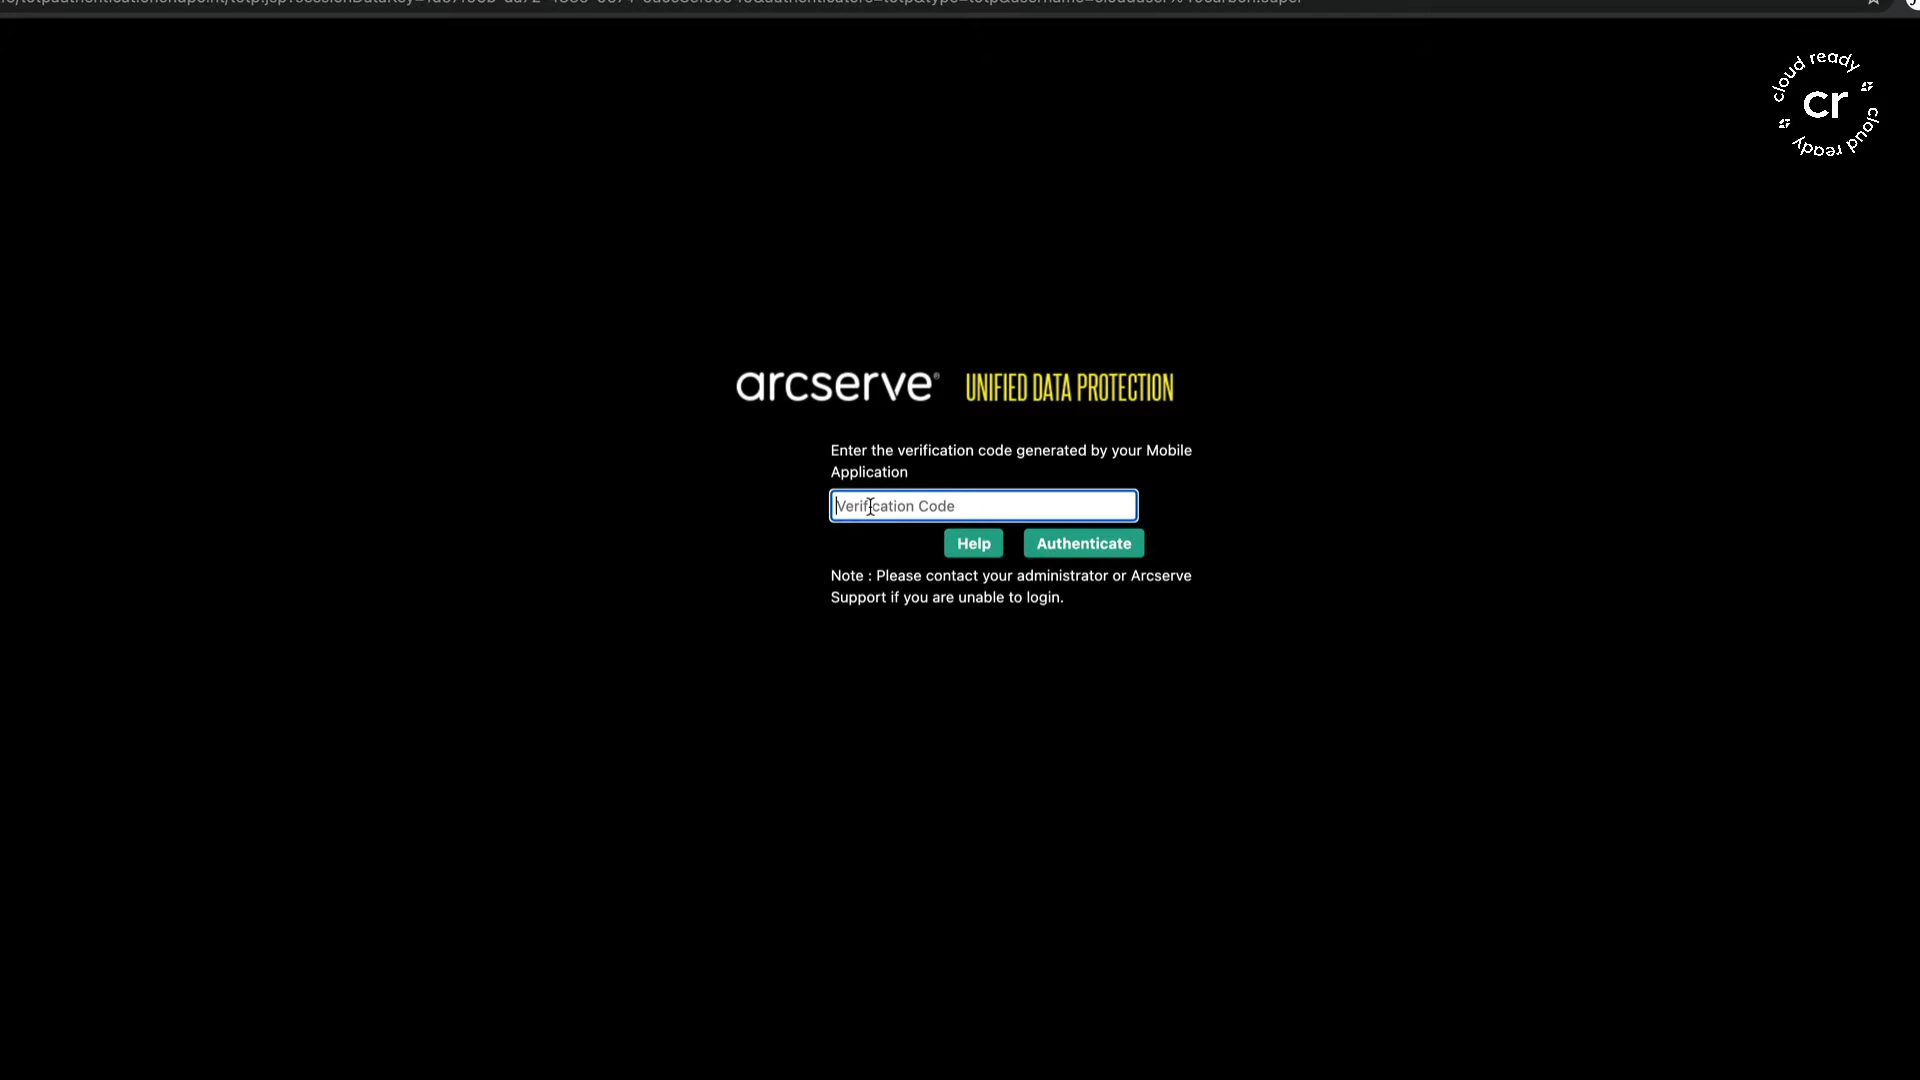 cloud ready
cr
cloud ready
arcserve® UNIFIED DATA PROTECTION
Enter the verification code generated by your Mobile
Application
Verification Code
Help Authenticate
Note : Please contact your administrator or Arcserve
Support if you are unable to login.